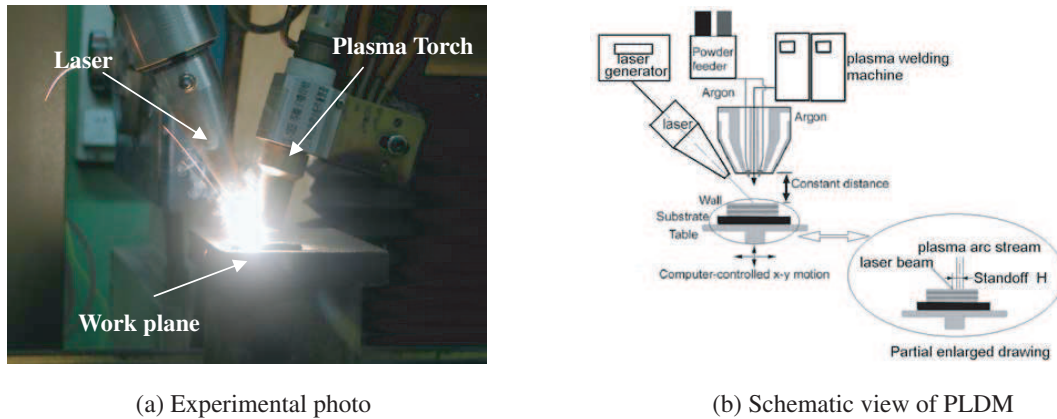 Laser
Plasma Torch
Work plane
(a) Experimental photo
laser
generator
Powder
feeder
plasma welding
machine
Argon
Argon
laser
Constant distance
Wall
Substrate
Table
Computer-controlled x-y motion
plasma arc stream
laser beam
Standoff H
Partial enlarged drawing
(b) Schematic view of PLDM